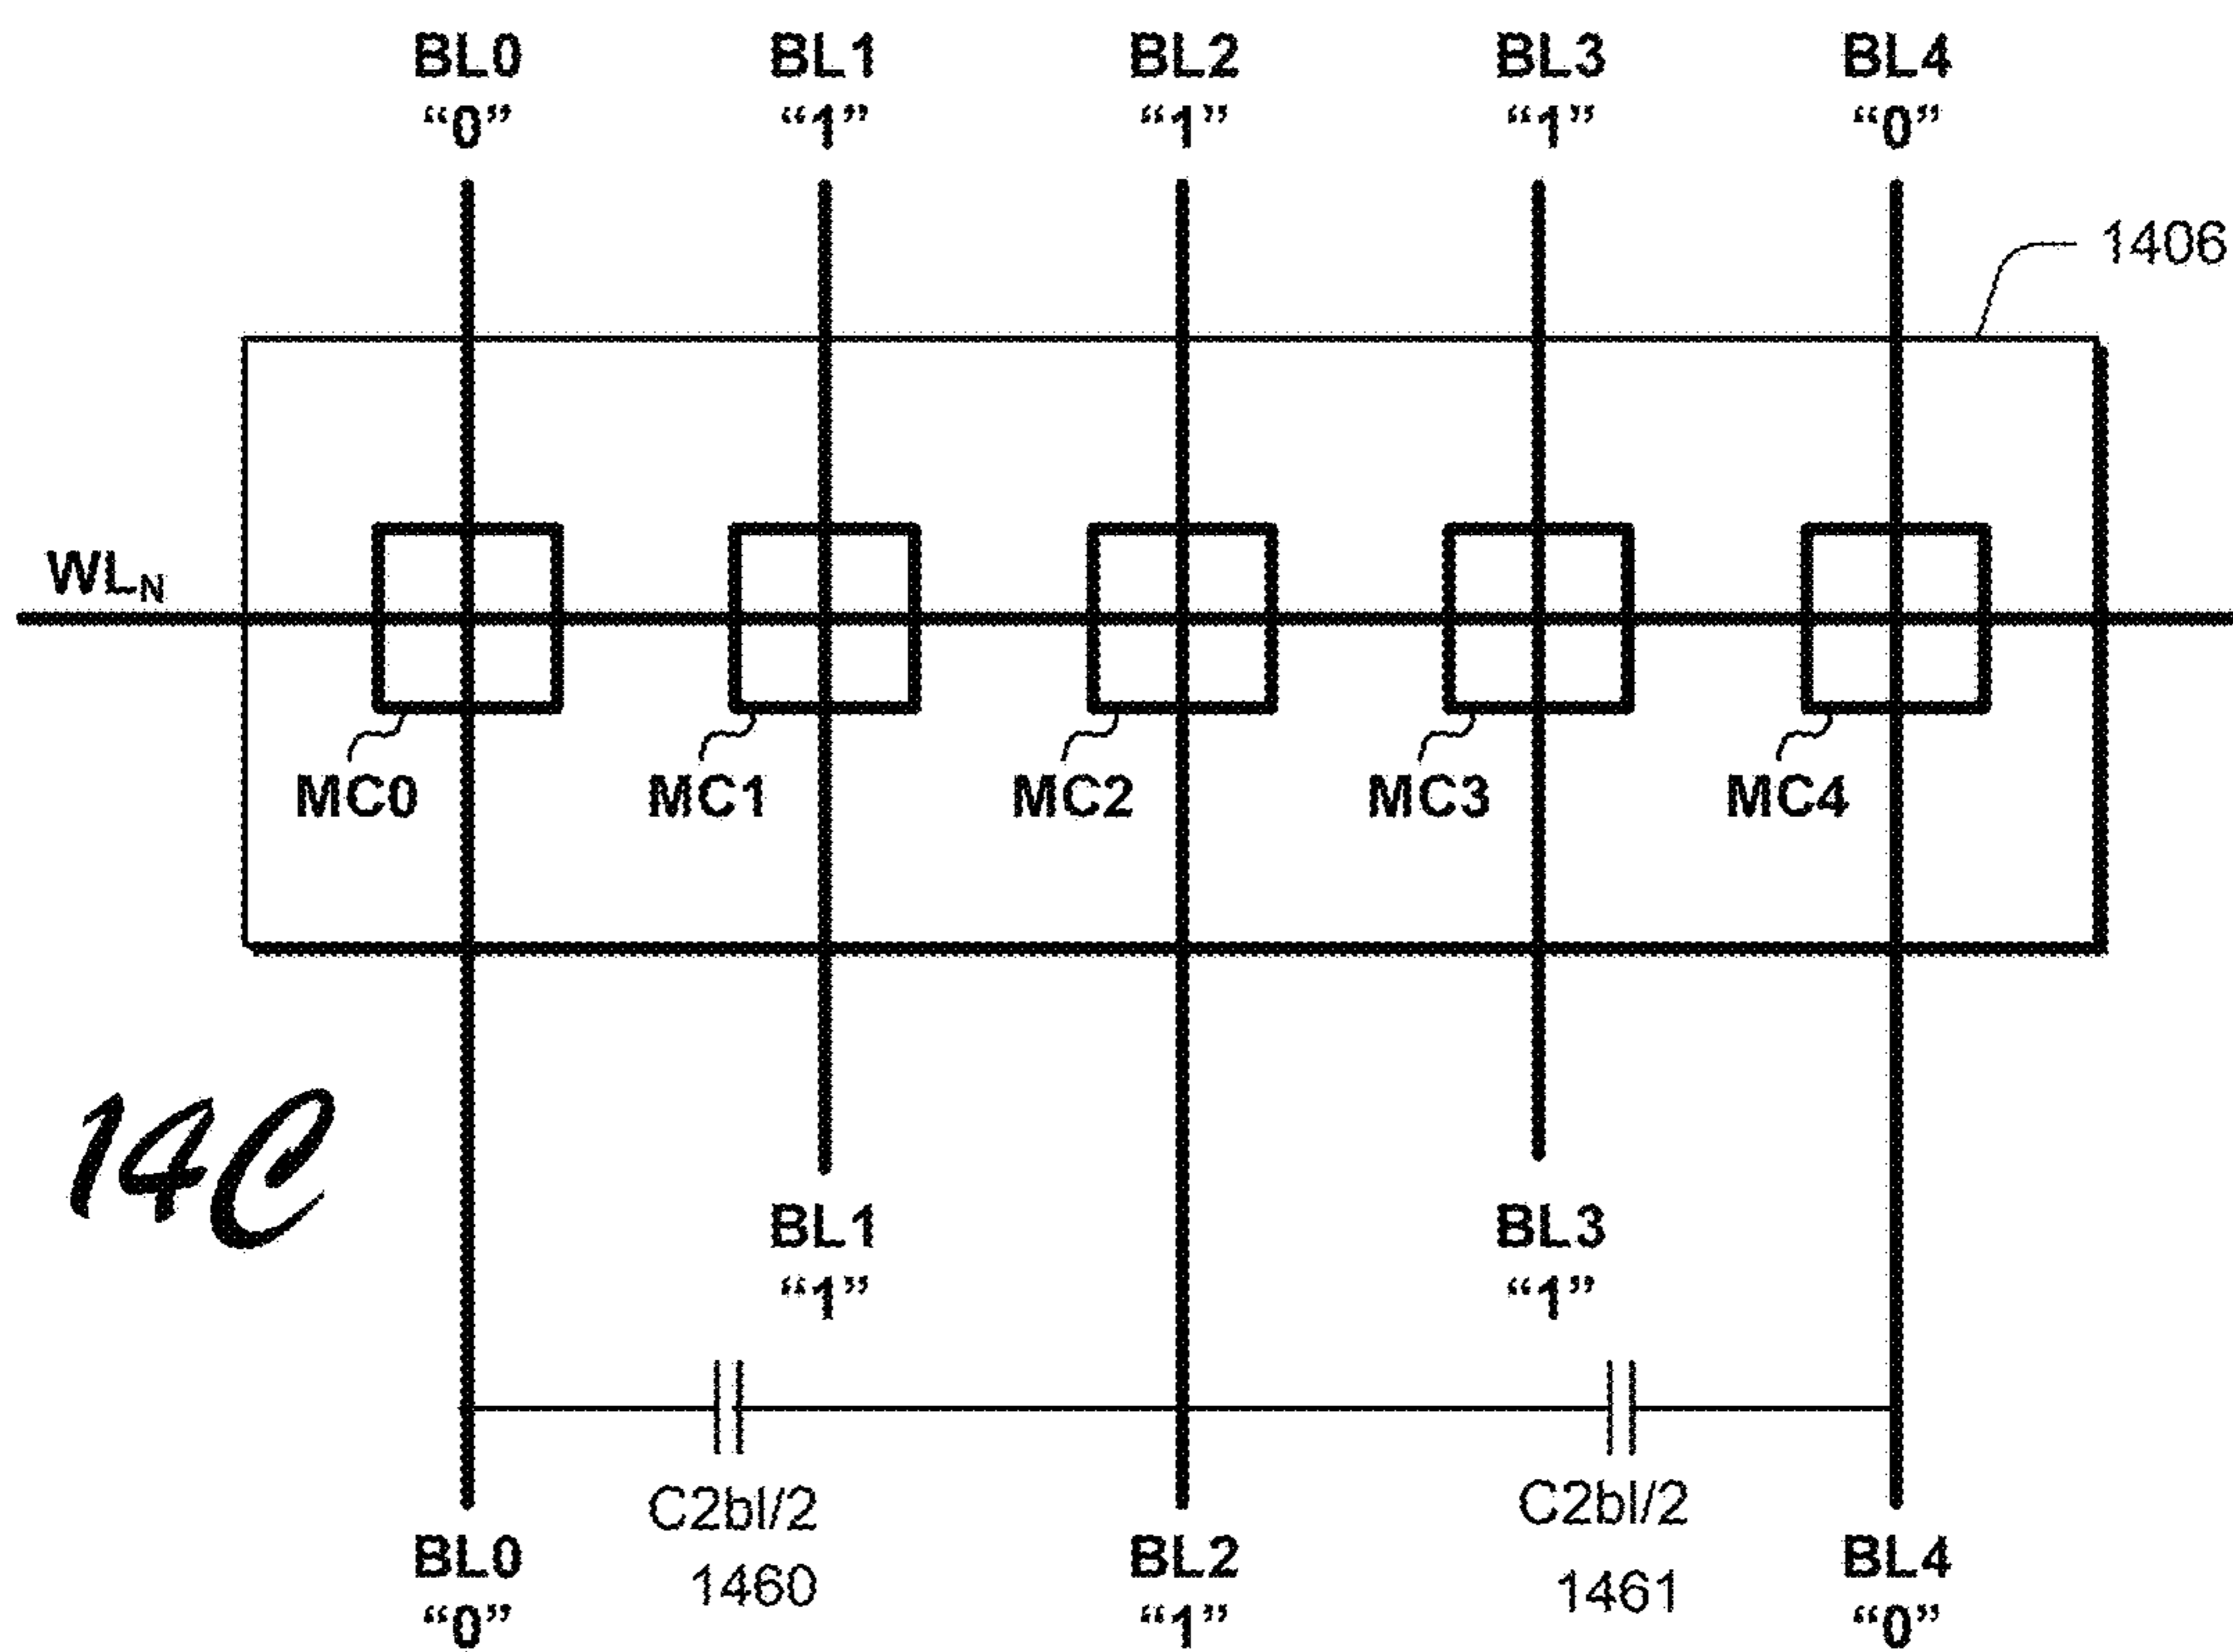 BL0 BL1 BL2 BL3 BL4
“0” “1” “1” “1” “0”
1406
WLN
MC0 MC1 MC2 MC3 MC4
14C
BL1 BL3
“1” “1”
C2bl/2 C2bl/2
BL0 1460 BL2 1461 BL4
“0” “1” “0”